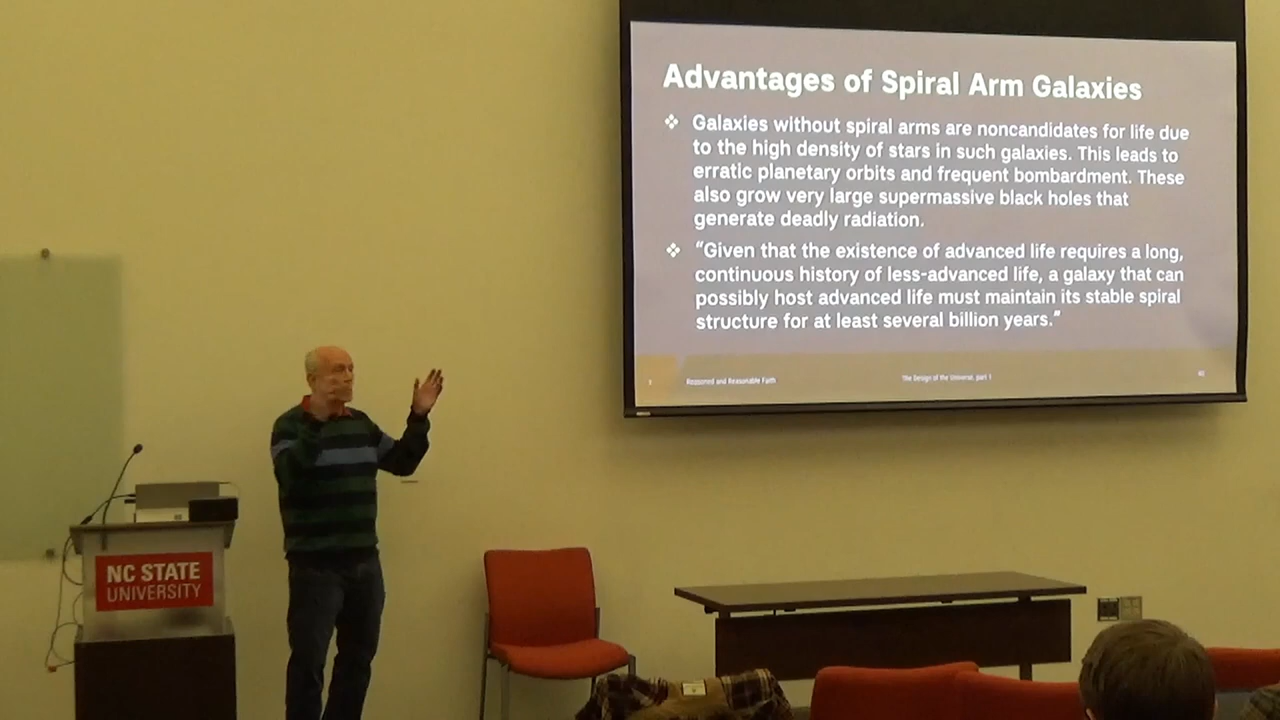 Advantages of Spiral Arm Galaxies
❖ Galaxies without spiral arms are noncandidates for life due
to the high density of stars in such galaxies. This leads to
erratic planetary orbits and frequent bombardment. These
also grow very large supermassive black holes that
generate deadly radiation.
❖ “Given that the existence of advanced life requires a long,
continuous history of less-advanced life, a galaxy that can
possibly host advanced life must maintain its stable spiral
structure for at least several billion years.”
Reasoned and Reasonable Faith
The Design of the Universe, part 1
NC STATE
UNIVERSITY